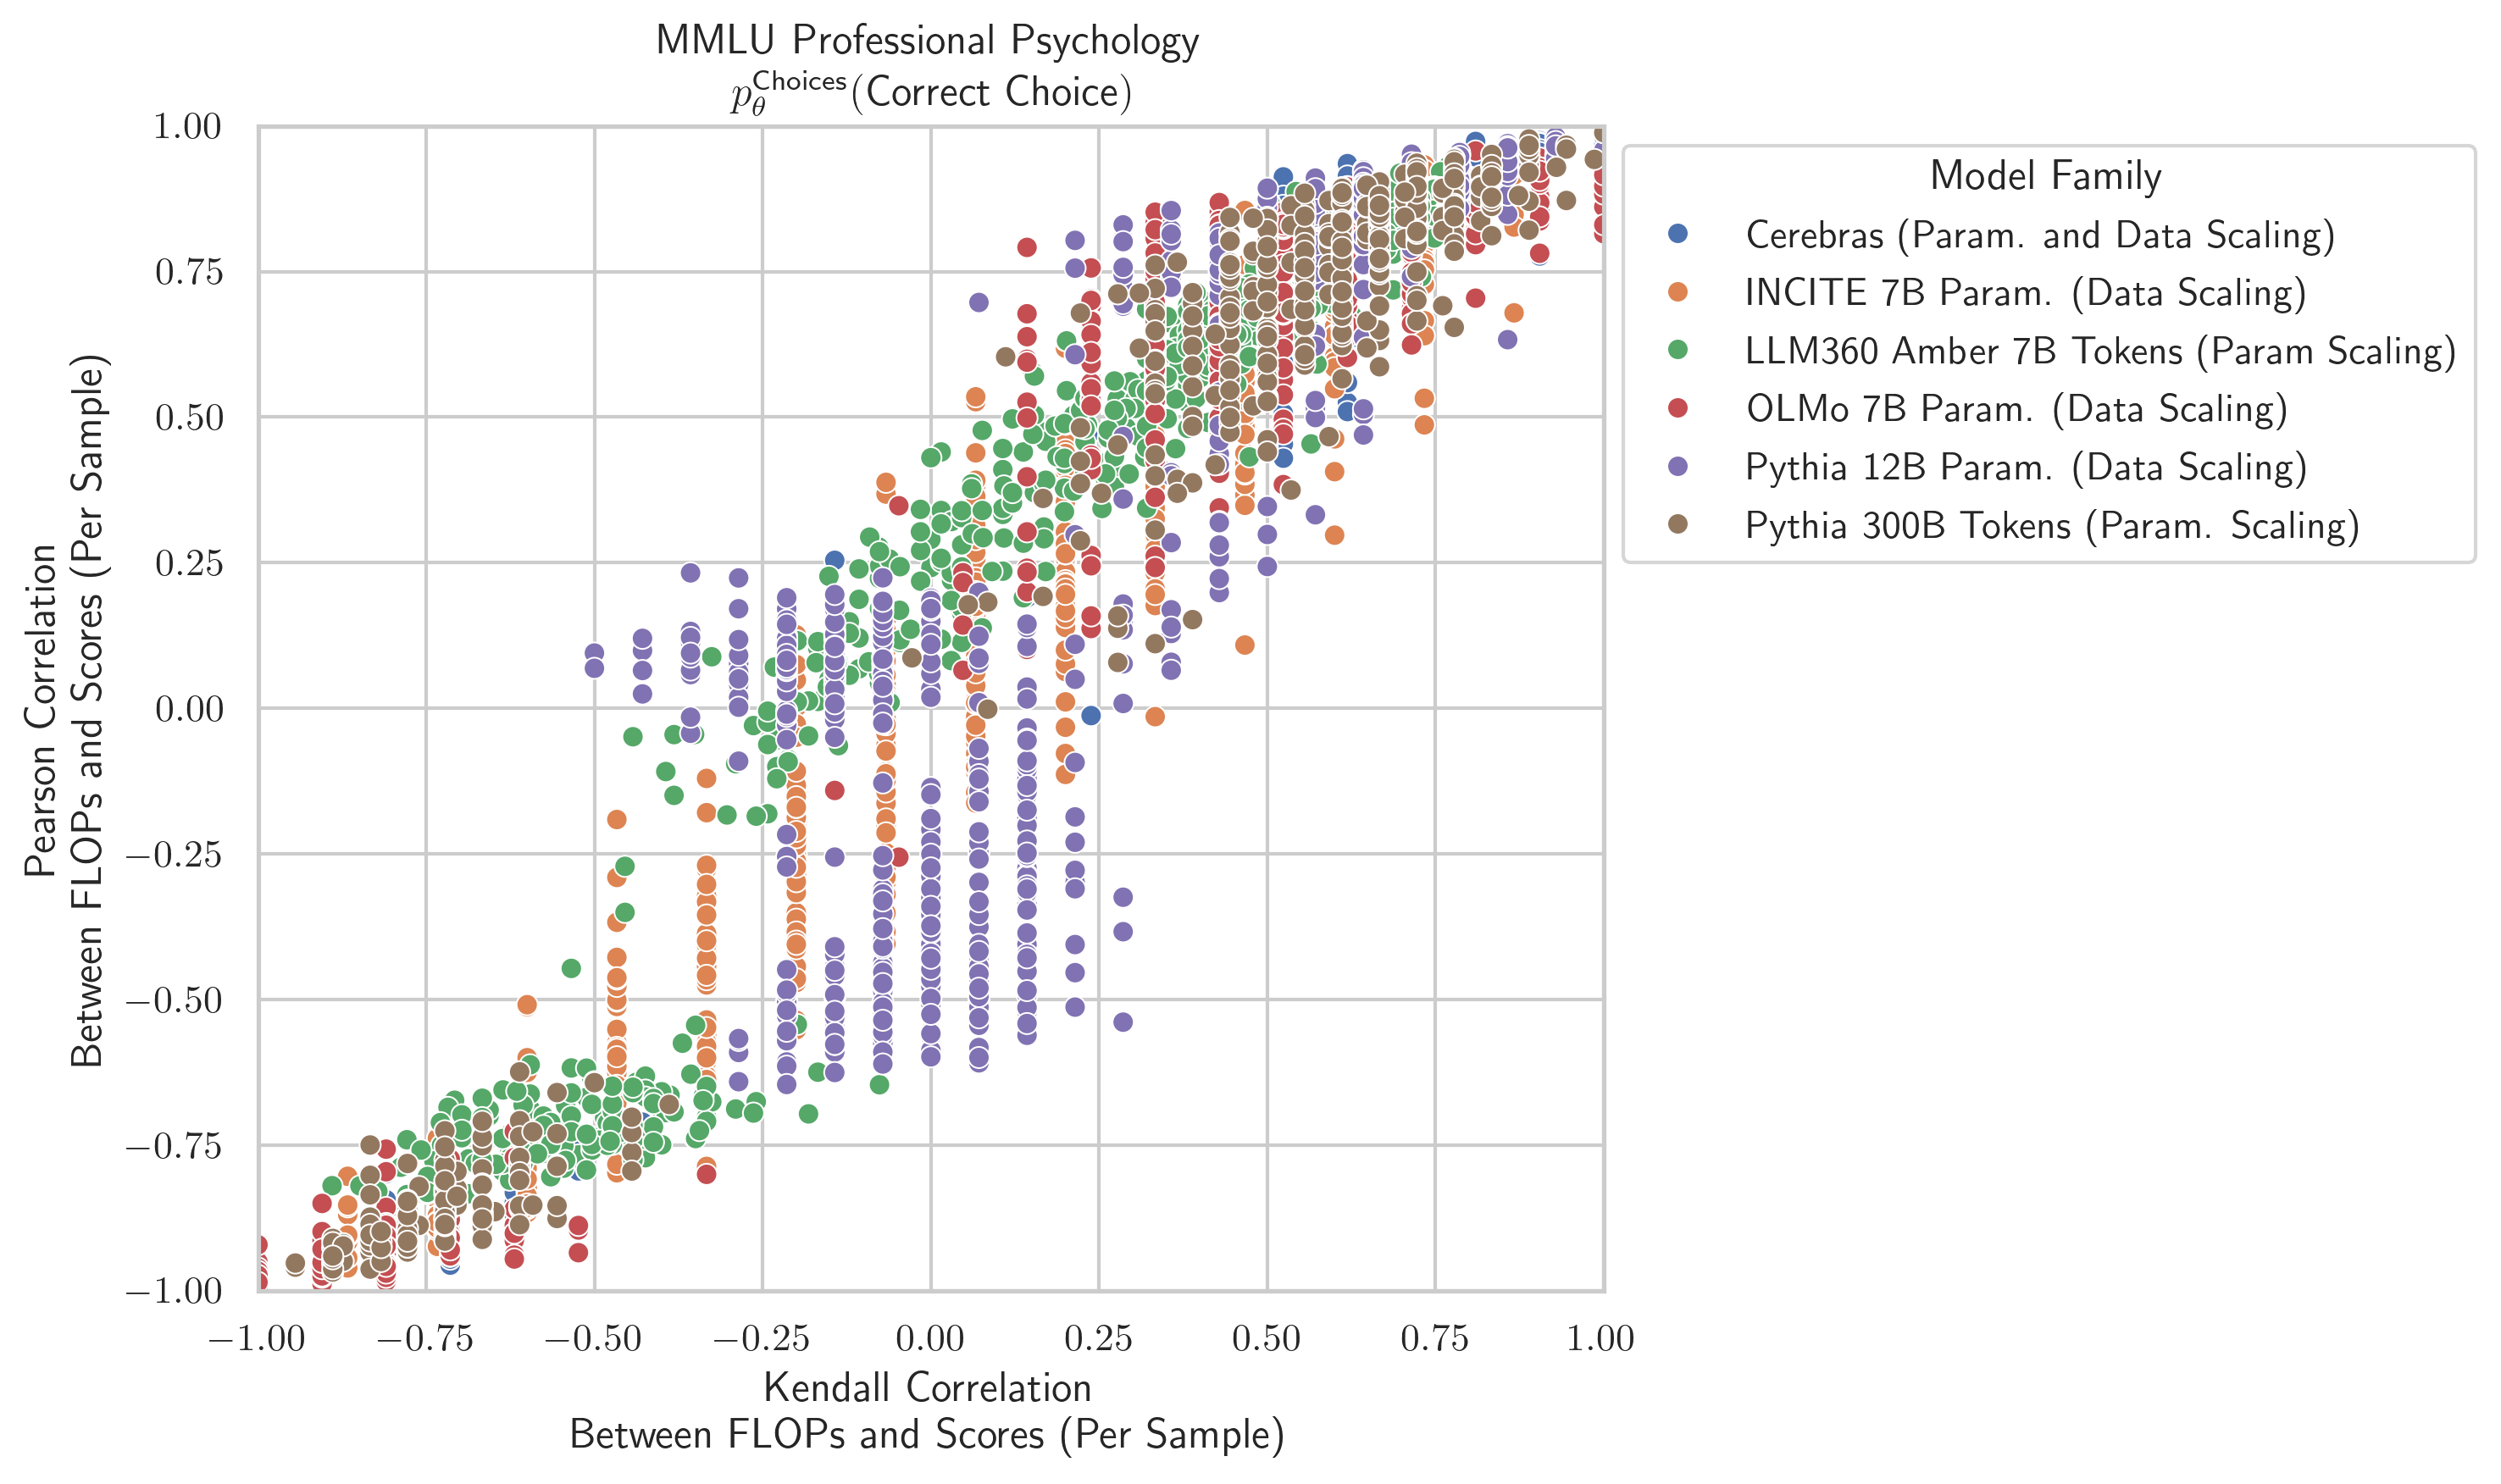 MMLU Professional Psychology
p_θ^Choices(Correct Choice)
1.00
0.75
0.50
0.25
0.00
−0.25
−0.50
−0.75
−1.00
Pearson Correlation
Between FLOPs and Scores (Per Sample)
−1.00 −0.75 −0.50 −0.25 0.00 0.25 0.50 0.75 1.00
Kendall Correlation
Between FLOPs and Scores (Per Sample)
Model Family
Cerebras (Param. and Data Scaling)
INCITE 7B Param. (Data Scaling)
LLM360 Amber 7B Tokens (Param Scaling)
OLMo 7B Param. (Data Scaling)
Pythia 12B Param. (Data Scaling)
Pythia 300B Tokens (Param. Scaling)